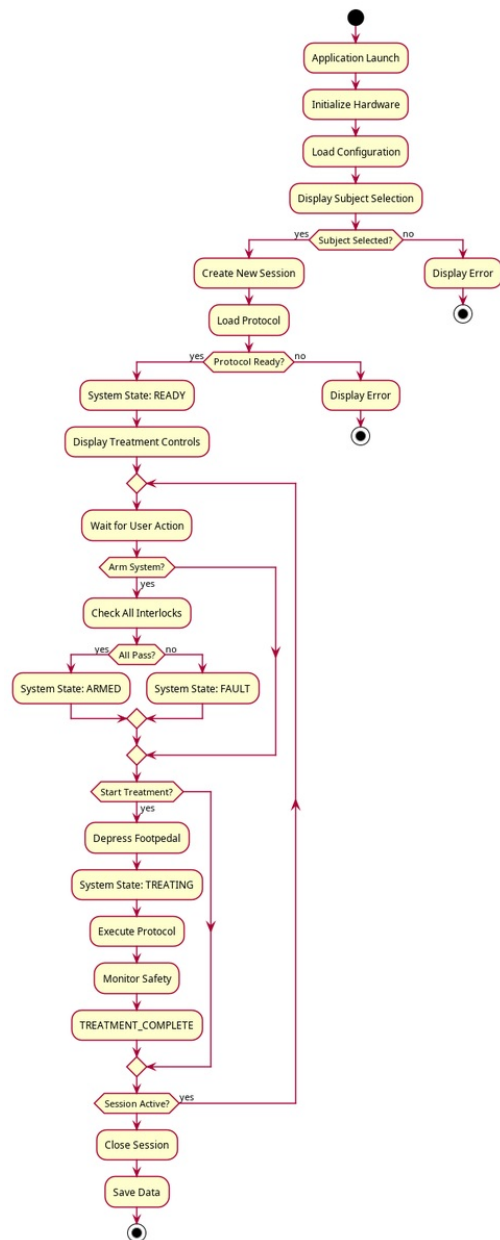 Application Launch
Initialize Hardware
Load Configuration
Display Subject Selection
yes
Subject Selected?
no
Create New Session
Display Error
Load Protocol
yes
Protocol Ready?
no
System State: READY
Display Error
Display Treatment Controls
Wait for User Action
Arm System?
yes
Check All Interlocks
yes
All Pass?
no
System State: ARMED
System State: FAULT
Start Treatment?
yes
Depress Footpedal
System State: TREATING
Execute Protocol
Monitor Safety
TREATMENT_COMPLETE
Session Active?
yes
Close Session
Save Data